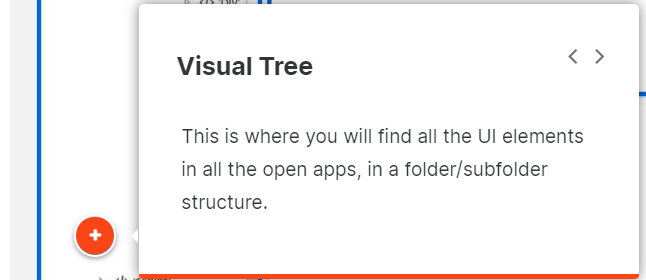 Visual Tree
This is where you will find all the UI elements
in all the open apps, in a folder/subfolder
structure.